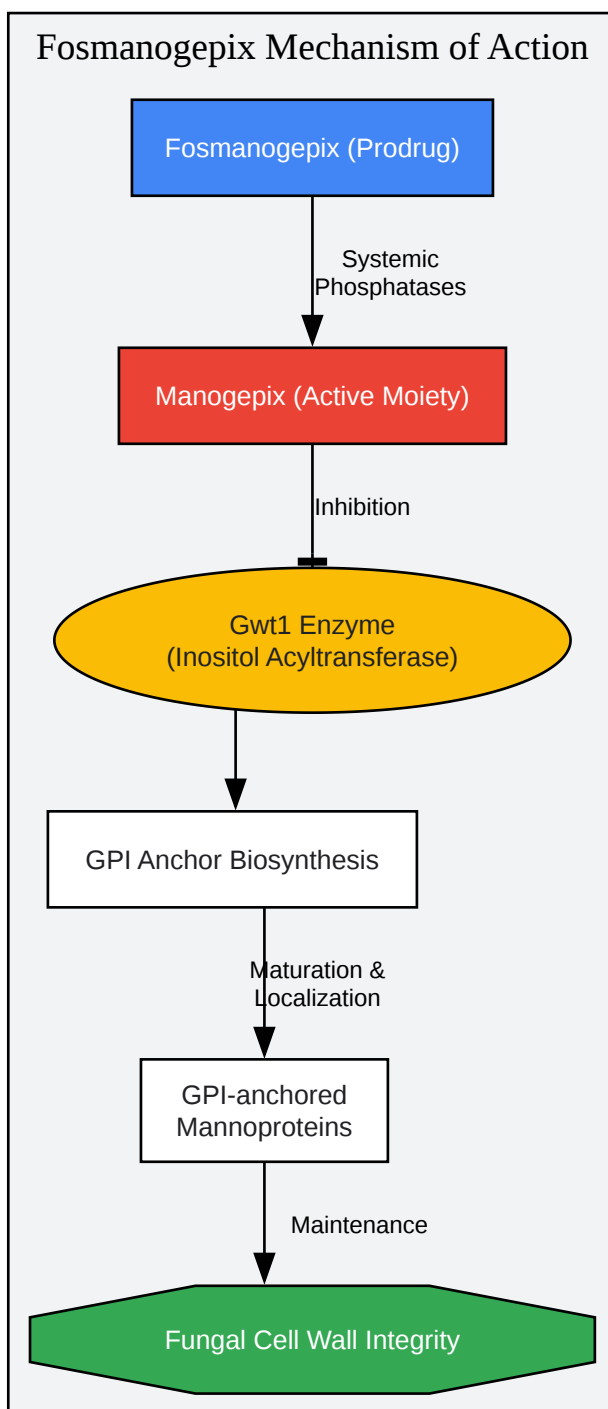 Fosmanogepix Mechanism of Action
Fosmanogepix (Prodrug)
Systemic
Phosphatases
Manogepix (Active Moiety)
Inhibition
Gwt1 Enzyme
(Inositol Acyltransferase)
GPI Anchor Biosynthesis
Maturation &
Localization
GPI-anchored
Mannoproteins
Maintenance
Fungal Cell Wall Integrity